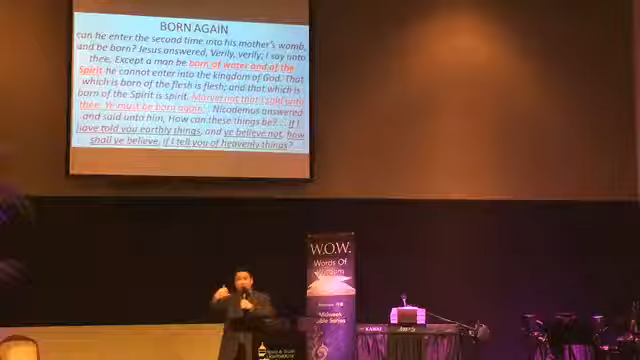 BORN AGAIN
can he enter the second time into his mother's womb,
and be born? Jesus answered, Verily, verily; I say unto
thee, Except a man be born of water and of the
Spirit he cannot enter into the kingdom of God. That
which is born of the flesh is flesh; and that which is
born of the Spirit is spirit. Marvel not that I said unto
thee, Ye must be born again. Nicodemus answered
and said unto him, How can these things be? . . If I
have told you earthly things, and ye believe not, how
shall ye believe, if I tell you of heavenly things?
W.O.W.
Words Of
Wisdom
Midweek
Bible Series
KAWAI